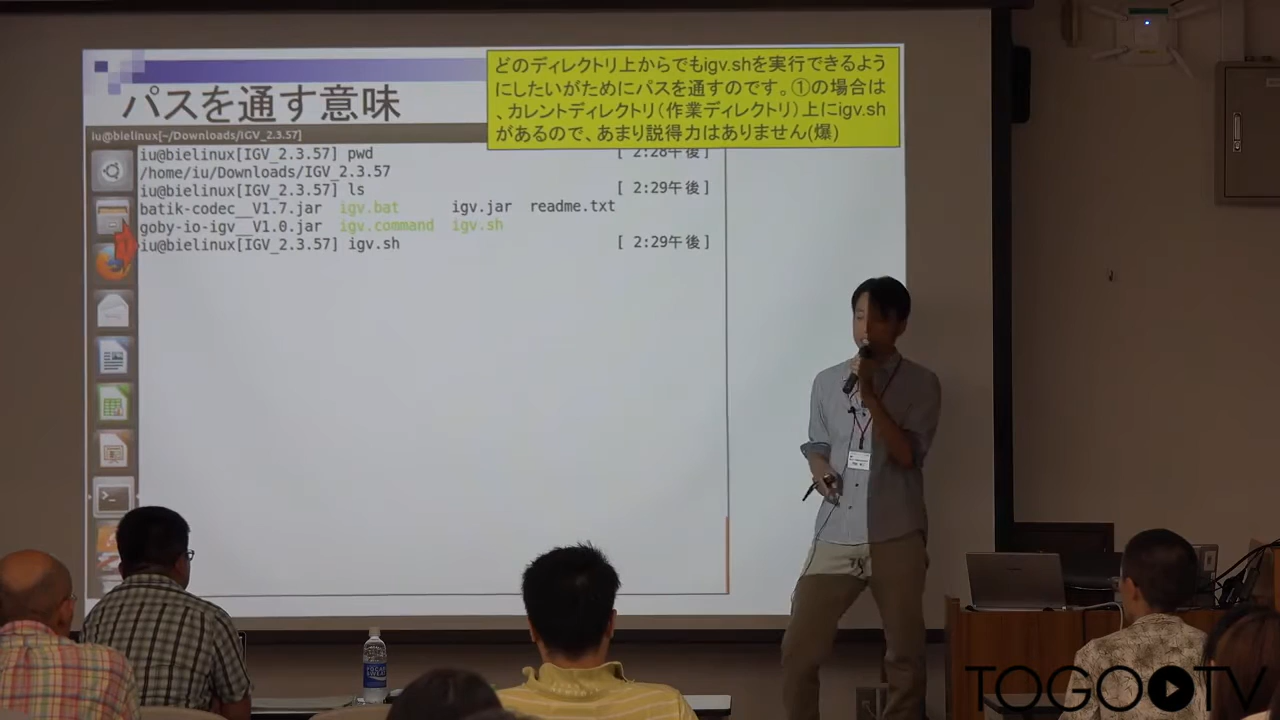 どのディレクトリ上からでもigv.shを実行できるよう
にしたいがためにパスを通すのです。①の場合は
、カレントディレクトリ（作業ディレクトリ）上にigv.sh
があるので、あまり説得力はありません(爆)
パスを通す意味
iu@bielinux[~/Downloads/IGV_2.3.57]
iu@bielinux[IGV_2.3.57] pwd [ 2:28午後]
/home/iu/Downloads/IGV_2.3.57
iu@bielinux[IGV_2.3.57] ls [ 2:29午後]
batik-codec__V1.7.jar igv.bat igv.jar readme.txt
goby-io-igv__V1.0.jar igv.command igv.sh
iu@bielinux[IGV_2.3.57] igv.sh [ 2:29午後]
POCARI
SWEAT
TOGOTV